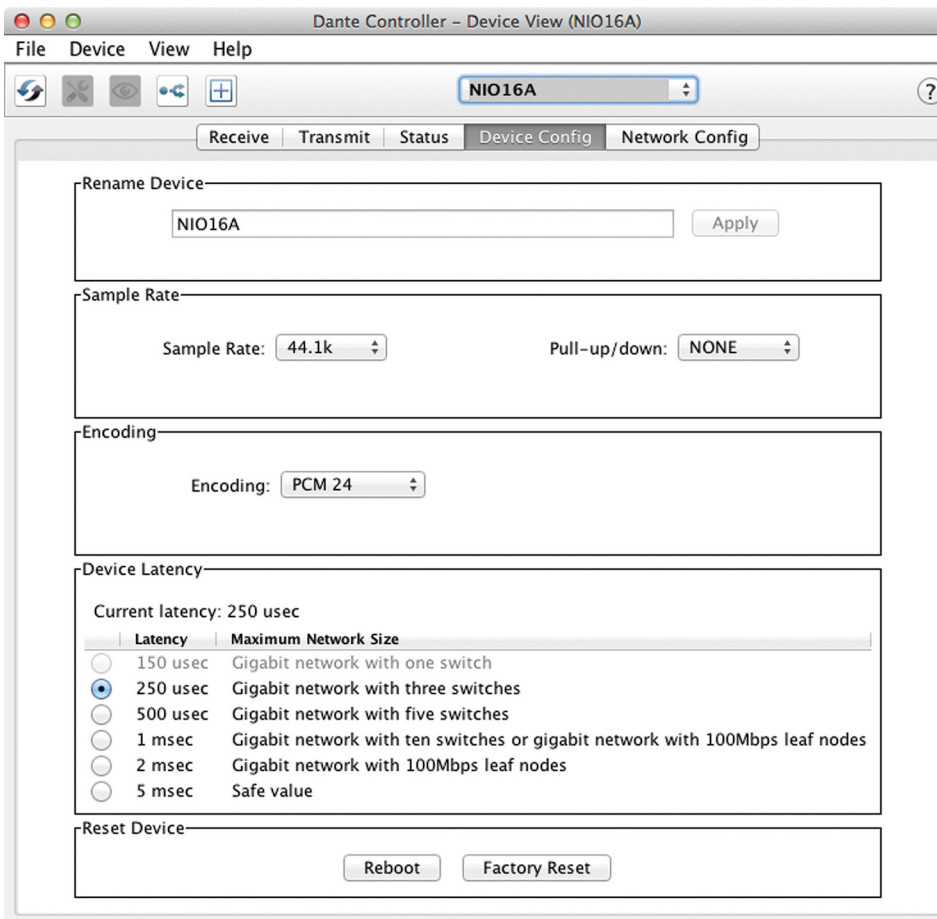 Dante Controller – Device View (NIO16A)
File Device View Help
NIO16A ?
Receive Transmit Status Device Config Network Config
Rename Device
NIO16A Apply
Sample Rate
Sample Rate: 44.1k Pull-up/down: NONE
Encoding
Encoding: PCM 24
Device Latency
Current latency: 250 usec
Latency Maximum Network Size
150 usec Gigabit network with one switch
250 usec Gigabit network with three switches
500 usec Gigabit network with five switches
1 msec Gigabit network with ten switches or gigabit network with 100Mbps leaf nodes
2 msec Gigabit network with 100Mbps leaf nodes
5 msec Safe value
Reset Device
Reboot Factory Reset